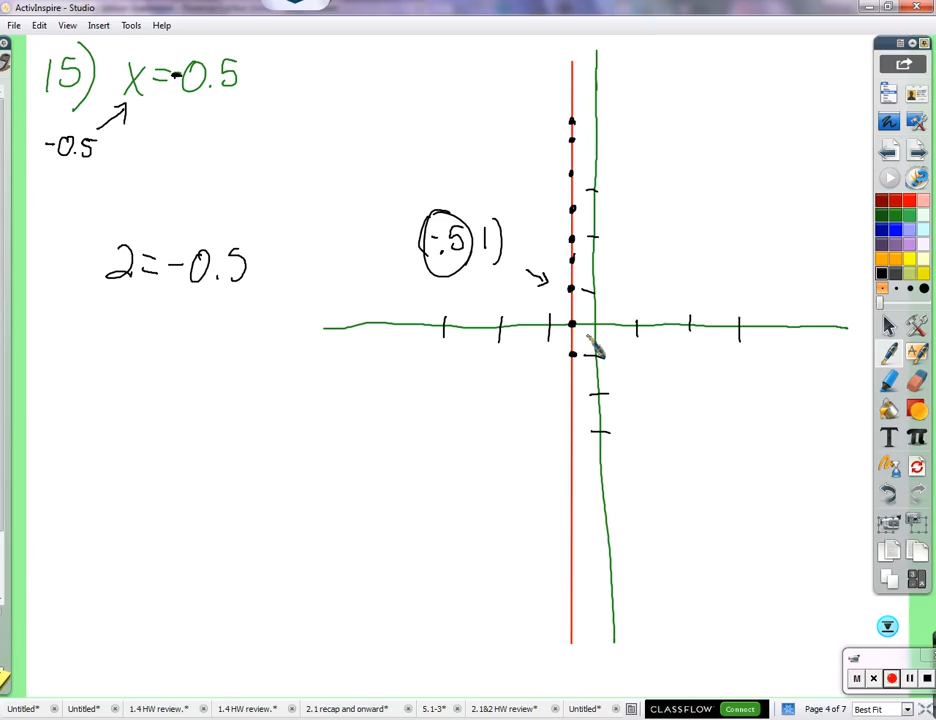 ActivInspire - Studio
File Edit View Insert Tools Help
15) x=-0.5
-0.5
(-.5 1)
2=-0.5
Untitled* 1.4 HW review.* 1.4 HW review.* 2.1 recap and onward* 5.1-3* 2.1&2 HW review* Untitled* CLASSFLOW Connect Page 4 of 7 Best Fit
M